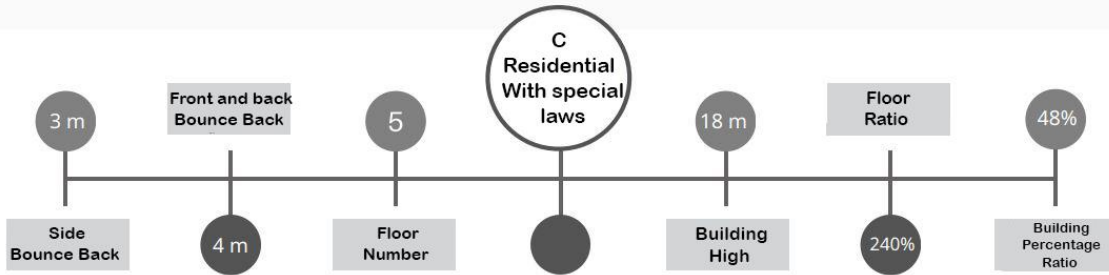 C
Residential
With special
laws
3 m
Side
Bounce Back
Front and back
Bounce Back
4 m
5
Floor
Number
18 m
Building
High
Floor
Ratio
240%
48%
Building
Percentage
Ratio